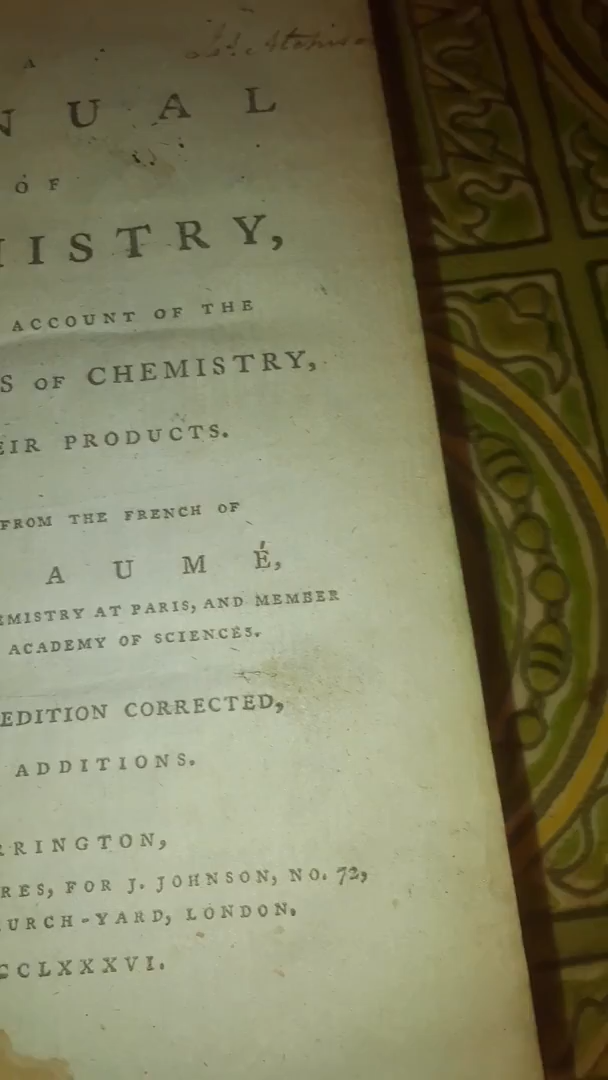 A
NUAL
OF
ISTRY,
ACCOUNT OF THE
S OF CHEMISTRY,
EIR PRODUCTS.
FROM THE FRENCH OF
AUMÉ,
EMISTRY AT PARIS, AND MEMBER
ACADEMY OF SCIENCES.
EDITION CORRECTED,
ADDITIONS.
RRINGTON,
RES, FOR J. JOHNSON, NO. 72,
URCH-YARD, LONDON.
CCLXXXVI.